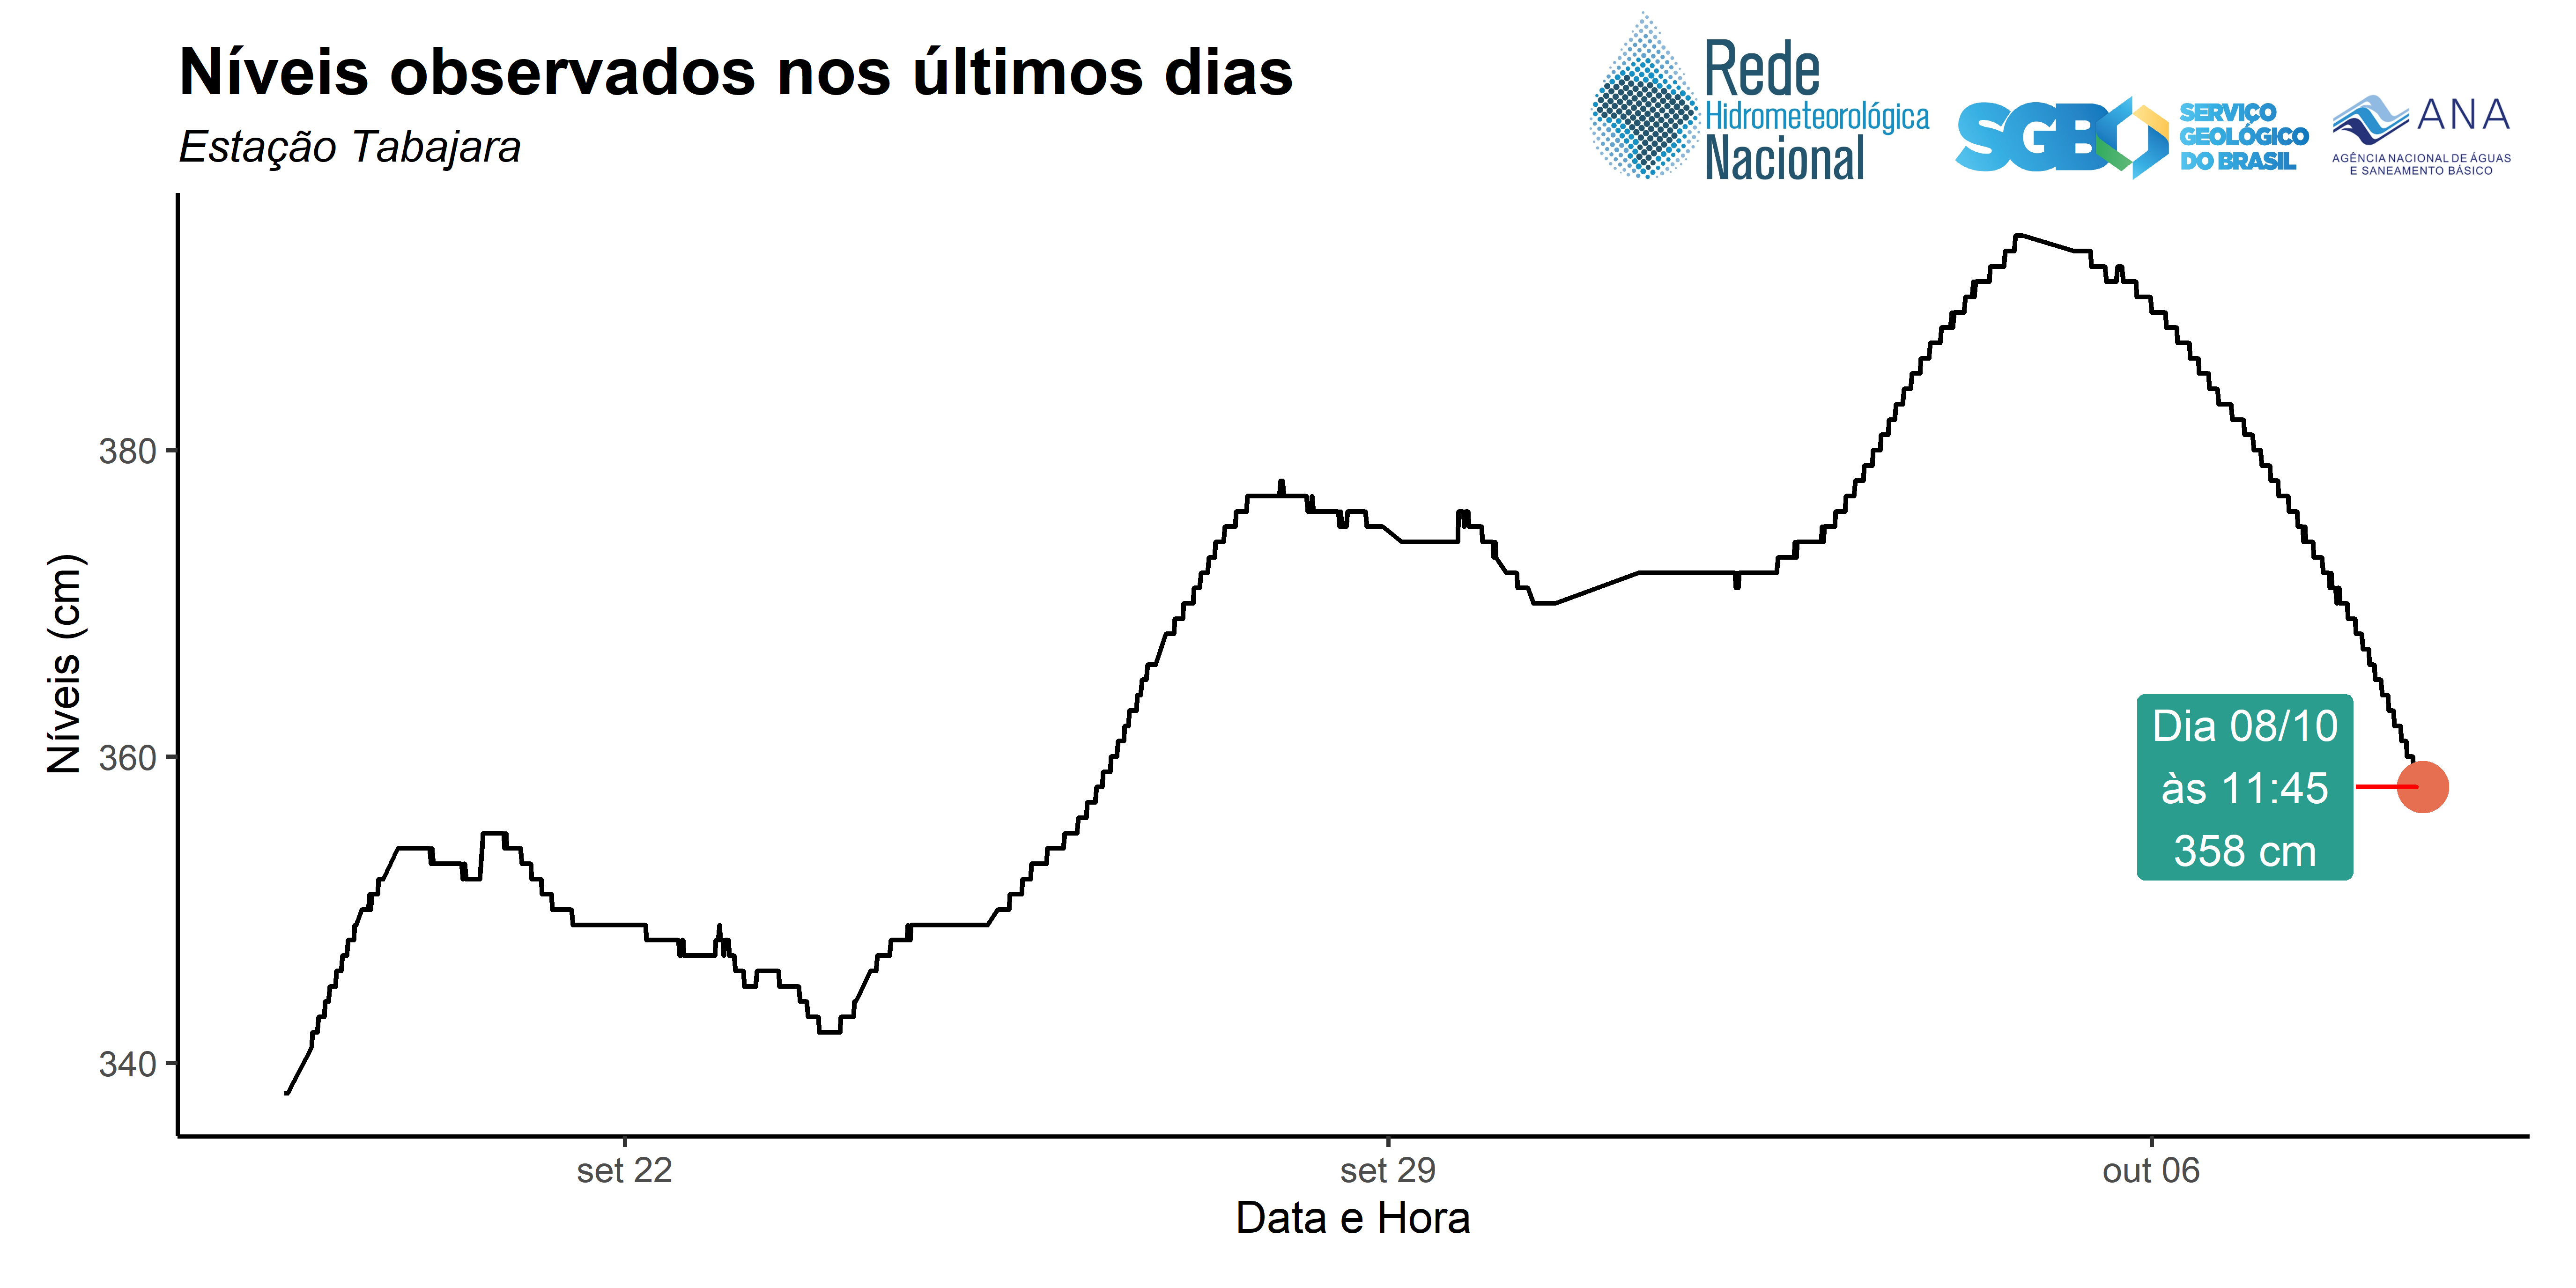 Níveis observados nos últimos dias
Estação Tabajara
Rede
Hidrometeorológica
Nacional
SGB
SERVIÇO
GEOLÓGICO
DO BRASIL
ANA
AGÊNCIA NACIONAL DE ÁGUAS
E SANEAMENTO BÁSICO
Níveis (cm)
380
360
340
Dia 08/10
às 11:45
358 cm
set 22
set 29
out 06
Data e Hora